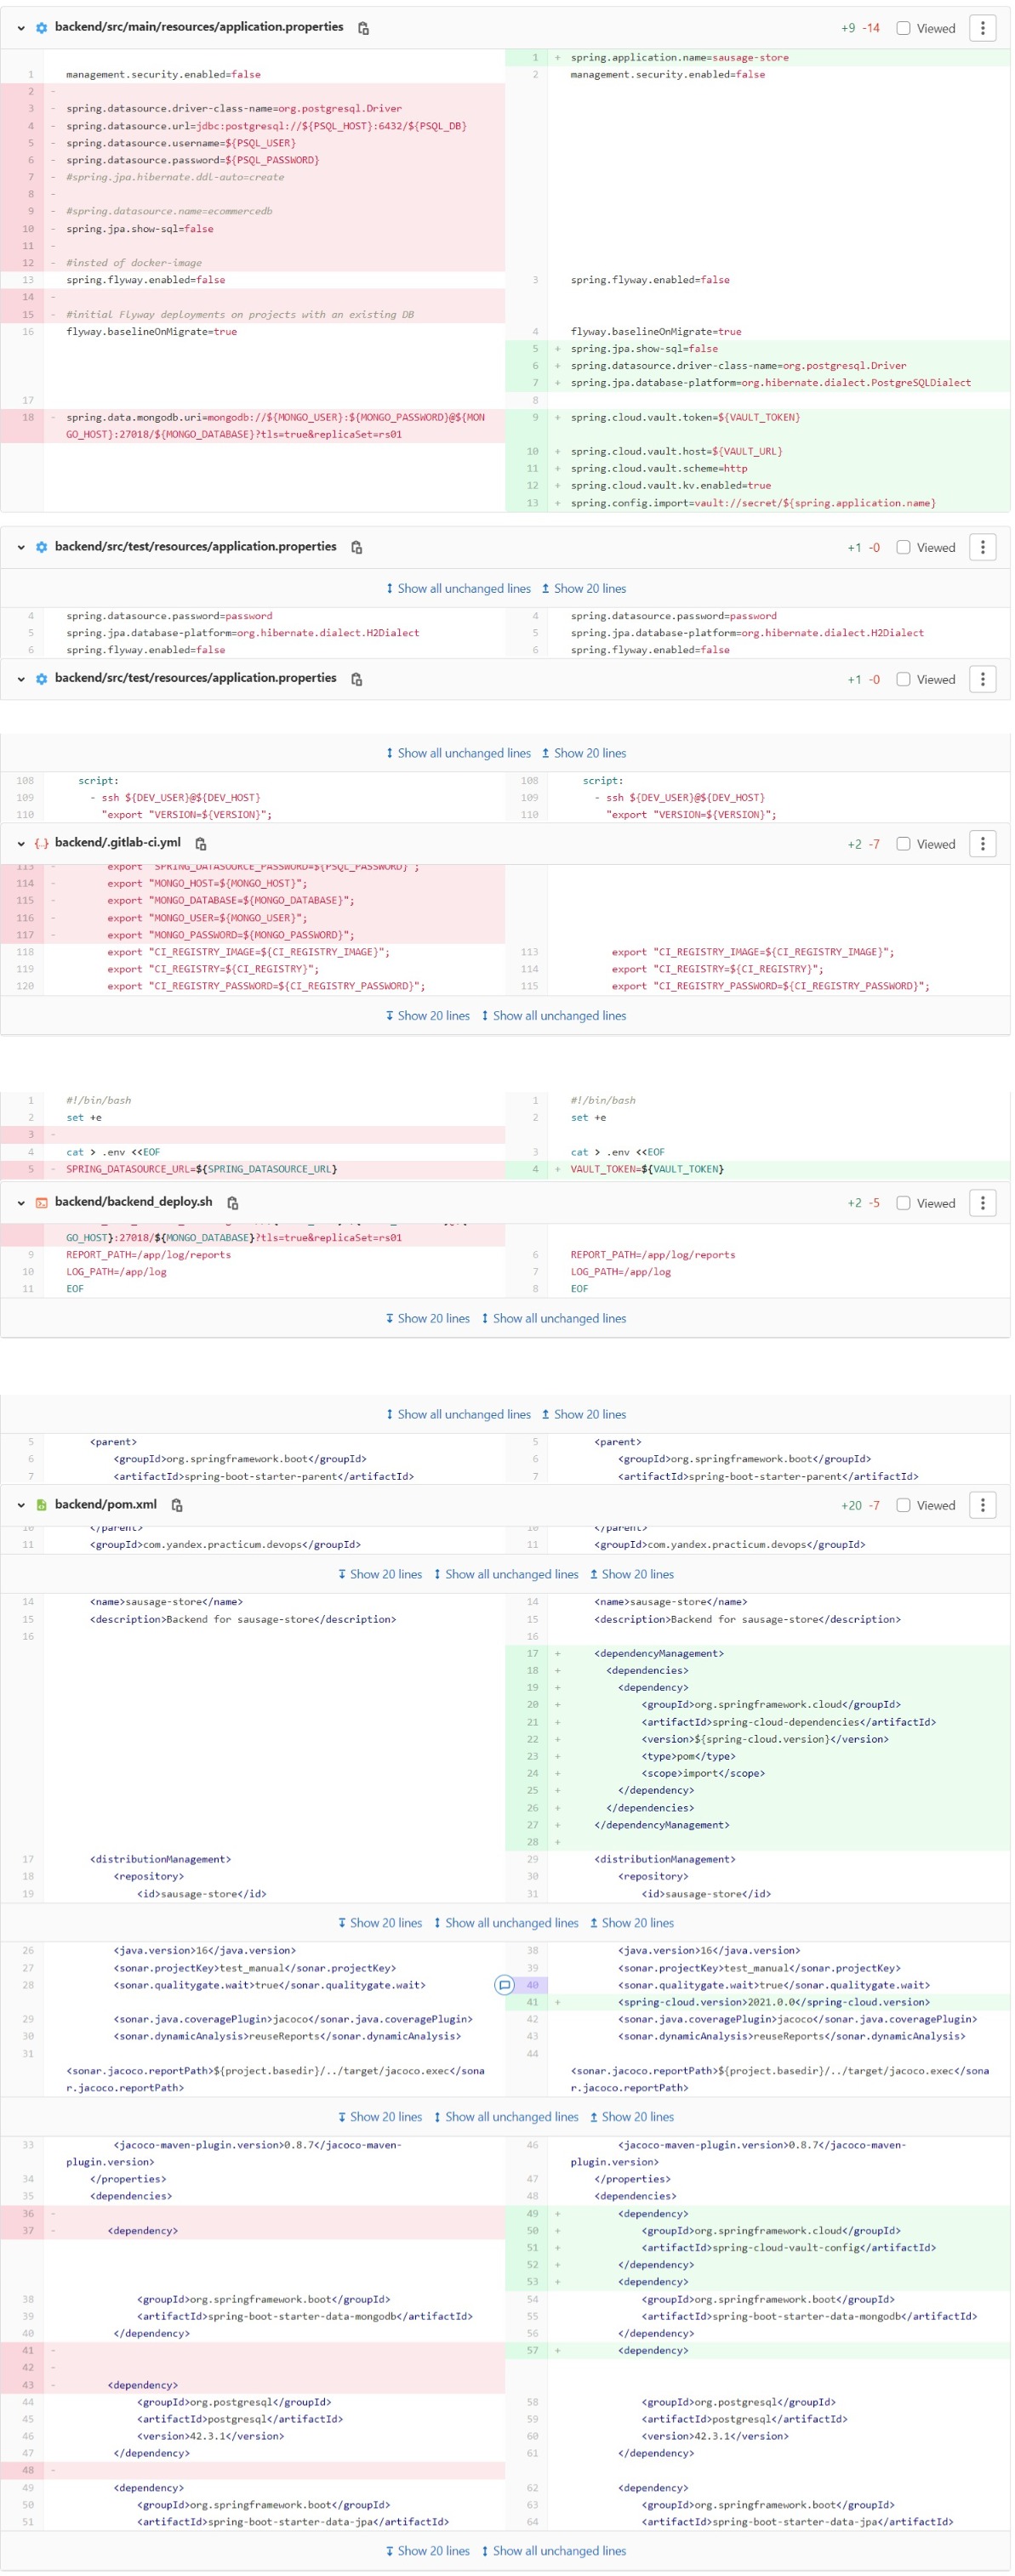 backend/src/main/resources/application.properties +9 -14 Viewed
1 + spring.application.name=sausage-store
1 management.security.enabled=false 2 management.security.enabled=false
2 -
3 - spring.datasource.driver-class-name=org.postgresql.Driver
4 - spring.datasource.url=jdbc:postgresql://${PSQL_HOST}:6432/${PSQL_DB}
5 - spring.datasource.username=${PSQL_USER}
6 - spring.datasource.password=${PSQL_PASSWORD}
7 - #spring.jpa.hibernate.ddl-auto=create
8 -
9 - #spring.datasource.name=ecommercedb
10 - spring.jpa.show-sql=false
11 -
12 - #insted of docker-image
13 spring.flyway.enabled=false 3 spring.flyway.enabled=false
14 -
15 - #initial Flyway deployments on projects with an existing DB
16 flyway.baselineOnMigrate=true 4 flyway.baselineOnMigrate=true
5 + spring.jpa.show-sql=false
6 + spring.datasource.driver-class-name=org.postgresql.Driver
7 + spring.jpa.database-platform=org.hibernate.dialect.PostgreSQLDialect
17 8
18 - spring.data.mongodb.uri=mongodb://${MONGO_USER}:${MONGO_PASSWORD}@${MON 9 + spring.cloud.vault.token=${VAULT_TOKEN}
GO_HOST}:27018/${MONGO_DATABASE}?tls=true&replicaSet=rs01
10 + spring.cloud.vault.host=${VAULT_URL}
11 + spring.cloud.vault.scheme=http
12 + spring.cloud.vault.kv.enabled=true
13 + spring.config.import=vault://secret/${spring.application.name}
backend/src/test/resources/application.properties +1 -0 Viewed
Show all unchanged lines Show 20 lines
4 spring.datasource.password=password 4 spring.datasource.password=password
5 spring.jpa.database-platform=org.hibernate.dialect.H2Dialect 5 spring.jpa.database-platform=org.hibernate.dialect.H2Dialect
6 spring.flyway.enabled=false 6 spring.flyway.enabled=false
backend/src/test/resources/application.properties +1 -0 Viewed
Show all unchanged lines Show 20 lines
108 script: 108 script:
109 - ssh ${DEV_USER}@${DEV_HOST} 109 - ssh ${DEV_USER}@${DEV_HOST}
110 "export "VERSION=${VERSION}"; 110 "export "VERSION=${VERSION}";
backend/.gitlab-ci.yml +2 -7 Viewed
113 - export "SPRING_DATASOURCE_PASSWORD=${PSQL_PASSWORD}";
114 - export "MONGO_HOST=${MONGO_HOST}";
115 - export "MONGO_DATABASE=${MONGO_DATABASE}";
116 - export "MONGO_USER=${MONGO_USER}";
117 - export "MONGO_PASSWORD=${MONGO_PASSWORD}";
118 export "CI_REGISTRY_IMAGE=${CI_REGISTRY_IMAGE}"; 113 export "CI_REGISTRY_IMAGE=${CI_REGISTRY_IMAGE}";
119 export "CI_REGISTRY=${CI_REGISTRY}"; 114 export "CI_REGISTRY=${CI_REGISTRY}";
120 export "CI_REGISTRY_PASSWORD=${CI_REGISTRY_PASSWORD}"; 115 export "CI_REGISTRY_PASSWORD=${CI_REGISTRY_PASSWORD}";
Show 20 lines Show all unchanged lines
1 #!/bin/bash 1 #!/bin/bash
2 set +e 2 set +e
3 -
4 cat > .env <<EOF 3 cat > .env <<EOF
5 - SPRING_DATASOURCE_URL=${SPRING_DATASOURCE_URL} 4 + VAULT_TOKEN=${VAULT_TOKEN}
backend/backend_deploy.sh +2 -5 Viewed
GO_HOST}:27018/${MONGO_DATABASE}?tls=true&replicaSet=rs01
9 REPORT_PATH=/app/log/reports 6 REPORT_PATH=/app/log/reports
10 LOG_PATH=/app/log 7 LOG_PATH=/app/log
11 EOF 8 EOF
Show 20 lines Show all unchanged lines
Show all unchanged lines Show 20 lines
5 <parent> 5 <parent>
6 <groupId>org.springframework.boot</groupId> 6 <groupId>org.springframework.boot</groupId>
7 <artifactId>spring-boot-starter-parent</artifactId> 7 <artifactId>spring-boot-starter-parent</artifactId>
backend/pom.xml +20 -7 Viewed
10 </parent> 10 </parent>
11 <groupId>com.yandex.practicum.devops</groupId> 11 <groupId>com.yandex.practicum.devops</groupId>
Show 20 lines Show all unchanged lines Show 20 lines
14 <name>sausage-store</name> 14 <name>sausage-store</name>
15 <description>Backend for sausage-store</description> 15 <description>Backend for sausage-store</description>
16 16
17 + <dependencyManagement>
18 + <dependencies>
19 + <dependency>
20 + <groupId>org.springframework.cloud</groupId>
21 + <artifactId>spring-cloud-dependencies</artifactId>
22 + <version>${spring-cloud.version}</version>
23 + <type>pom</type>
24 + <scope>import</scope>
25 + </dependency>
26 + </dependencies>
27 + </dependencyManagement>
28 +
17 <distributionManagement> 29 <distributionManagement>
18 <repository> 30 <repository>
19 <id>sausage-store</id> 31 <id>sausage-store</id>
Show 20 lines Show all unchanged lines Show 20 lines
26 <java.version>16</java.version> 38 <java.version>16</java.version>
27 <sonar.projectKey>test_manual</sonar.projectKey> 39 <sonar.projectKey>test_manual</sonar.projectKey>
28 <sonar.qualitygate.wait>true</sonar.qualitygate.wait> 40 <sonar.qualitygate.wait>true</sonar.qualitygate.wait>
41 + <spring-cloud.version>2021.0.0</spring-cloud.version>
29 <sonar.java.coveragePlugin>jacoco</sonar.java.coveragePlugin> 42 <sonar.java.coveragePlugin>jacoco</sonar.java.coveragePlugin>
30 <sonar.dynamicAnalysis>reuseReports</sonar.dynamicAnalysis> 43 <sonar.dynamicAnalysis>reuseReports</sonar.dynamicAnalysis>
31 44
<sonar.jacoco.reportPath>${project.basedir}/../target/jacoco.exec</sona <sonar.jacoco.reportPath>${project.basedir}/../target/jacoco.exec</sona
r.jacoco.reportPath> r.jacoco.reportPath>
Show 20 lines Show all unchanged lines Show 20 lines
33 <jacoco-maven-plugin.version>0.8.7</jacoco-maven- 46 <jacoco-maven-plugin.version>0.8.7</jacoco-maven-
plugin.version> plugin.version>
34 </properties> 47 </properties>
35 <dependencies> 48 <dependencies>
36 - 49 + <dependency>
37 - <dependency> 50 + <groupId>org.springframework.cloud</groupId>
51 + <artifactId>spring-cloud-vault-config</artifactId>
52 + </dependency>
53 + <dependency>
38 <groupId>org.springframework.boot</groupId> 54 <groupId>org.springframework.boot</groupId>
39 <artifactId>spring-boot-starter-data-mongodb</artifactId> 55 <artifactId>spring-boot-starter-data-mongodb</artifactId>
40 </dependency> 56 </dependency>
41 - 57 + <dependency>
42 -
43 - <dependency>
44 <groupId>org.postgresql</groupId> 58 <groupId>org.postgresql</groupId>
45 <artifactId>postgresql</artifactId> 59 <artifactId>postgresql</artifactId>
46 <version>42.3.1</version> 60 <version>42.3.1</version>
47 </dependency> 61 </dependency>
48 -
49 <dependency> 62 <dependency>
50 <groupId>org.springframework.boot</groupId> 63 <groupId>org.springframework.boot</groupId>
51 <artifactId>spring-boot-starter-data-jpa</artifactId> 64 <artifactId>spring-boot-starter-data-jpa</artifactId>
Show 20 lines Show all unchanged lines